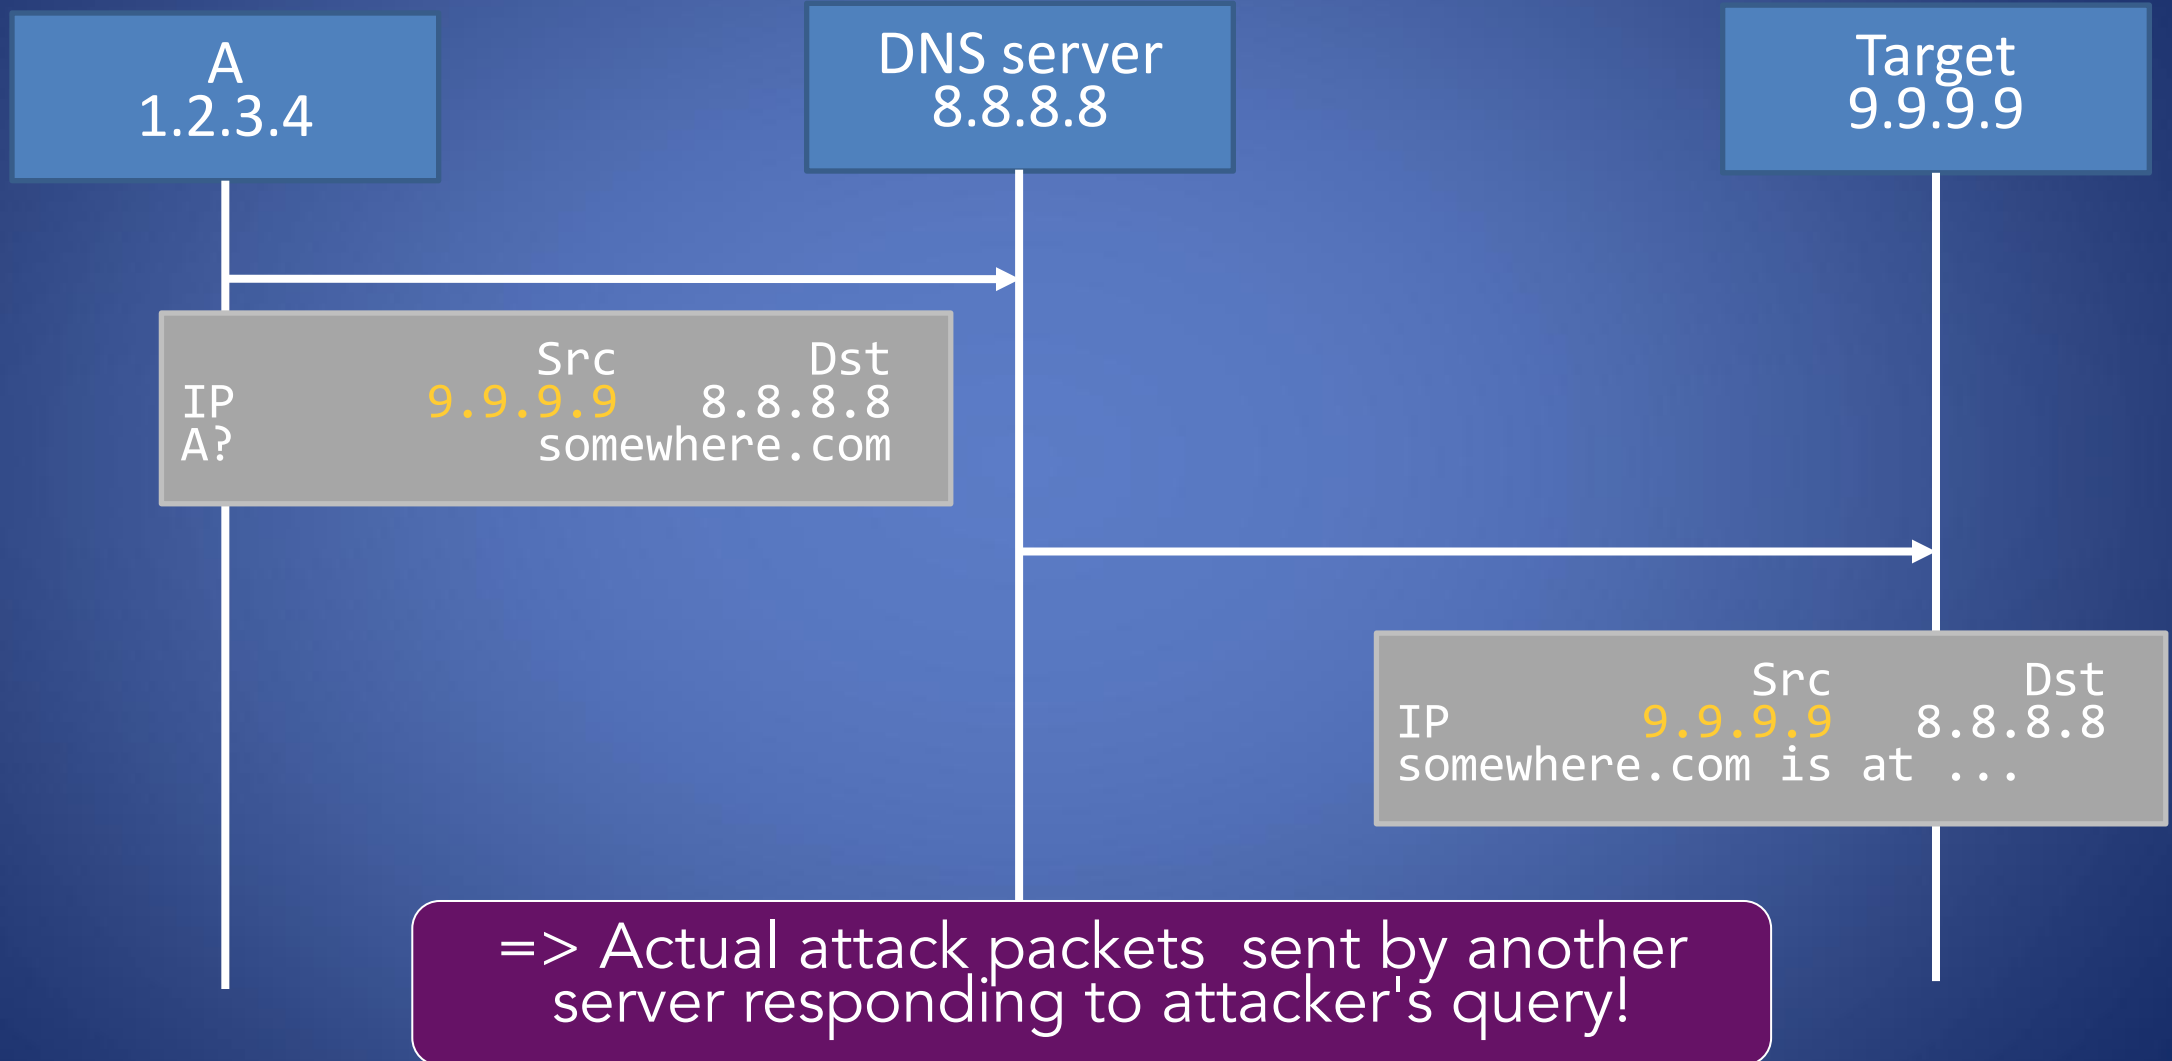 A
1.2.3.4
DNS server
8.8.8.8
Target
9.9.9.9
Src Dst
IP 9.9.9.9 8.8.8.8
A? somewhere.com
Src Dst
IP 9.9.9.9 8.8.8.8
somewhere.com is at ...
=> Actual attack packets  sent by another
server responding to attacker's query!